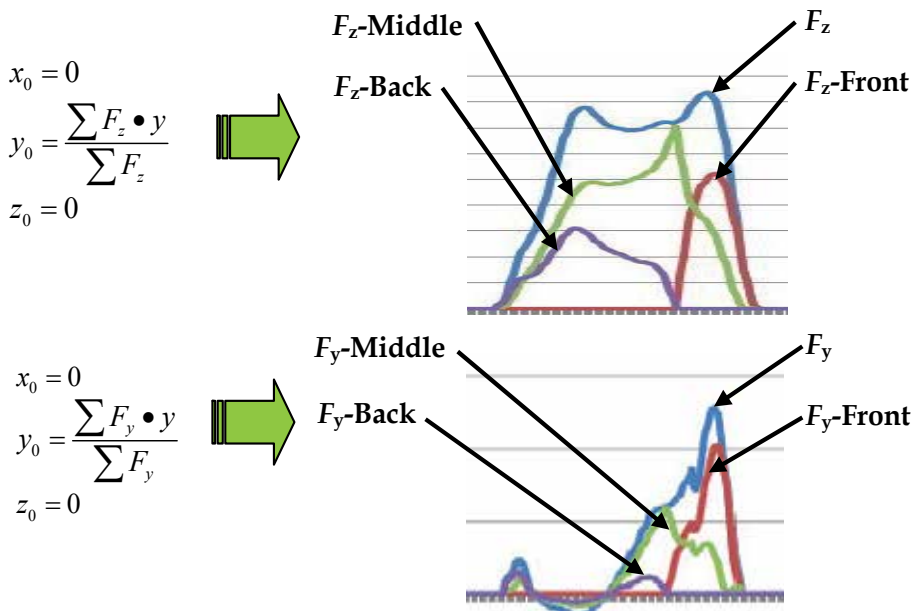 F_z-Middle
F_z
F_z-Back
F_z-Front
x_0 = 0
y_0 = ∑ F_z • y / ∑ F_z
z_0 = 0
F_y-Middle
F_y
F_y-Back
F_y-Front
x_0 = 0
y_0 = ∑ F_y • y / ∑ F_y
z_0 = 0